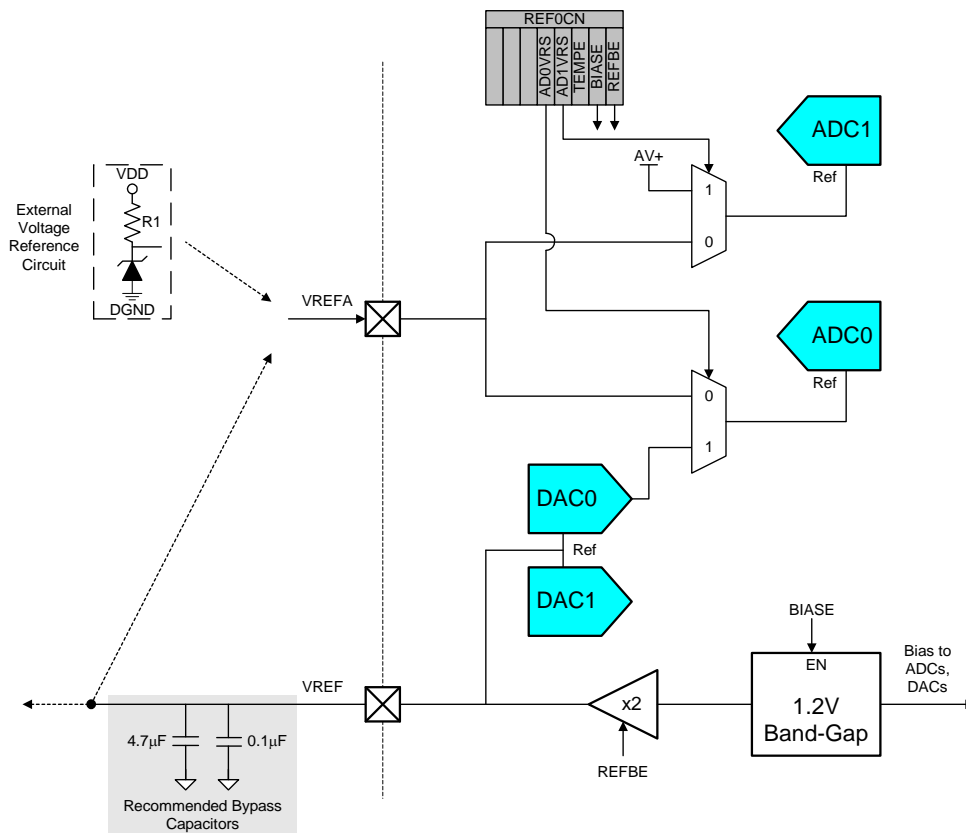 REF0CN
AD0VRS
AD1VRS
TEMPE
BIASE
REFBE
ADC1
Ref
AV+
1
0
VDD
R1
DGND
External
Voltage
Reference
Circuit
VREFA
ADC0
Ref
0
1
DAC0
Ref
DAC1
BIASE
EN
1.2V
Band-Gap
Bias to
ADCs,
DACs
x2
REFBE
VREF
4.7μF
0.1μF
Recommended Bypass
Capacitors